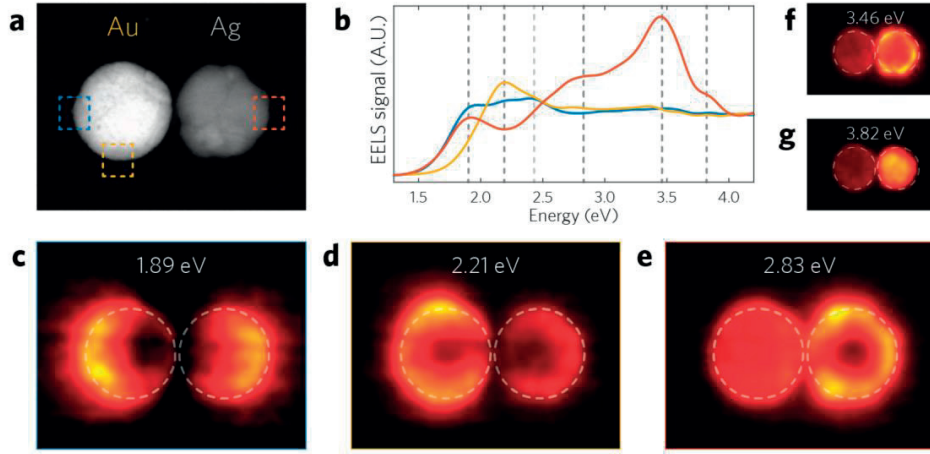 a
Au
Ag
b
EELS signal (A.U.)
1.5
2.0
2.5
3.0
3.5
4.0
Energy (eV)
f
3.46 eV
g
3.82 eV
c
1.89 eV
d
2.21 eV
e
2.83 eV